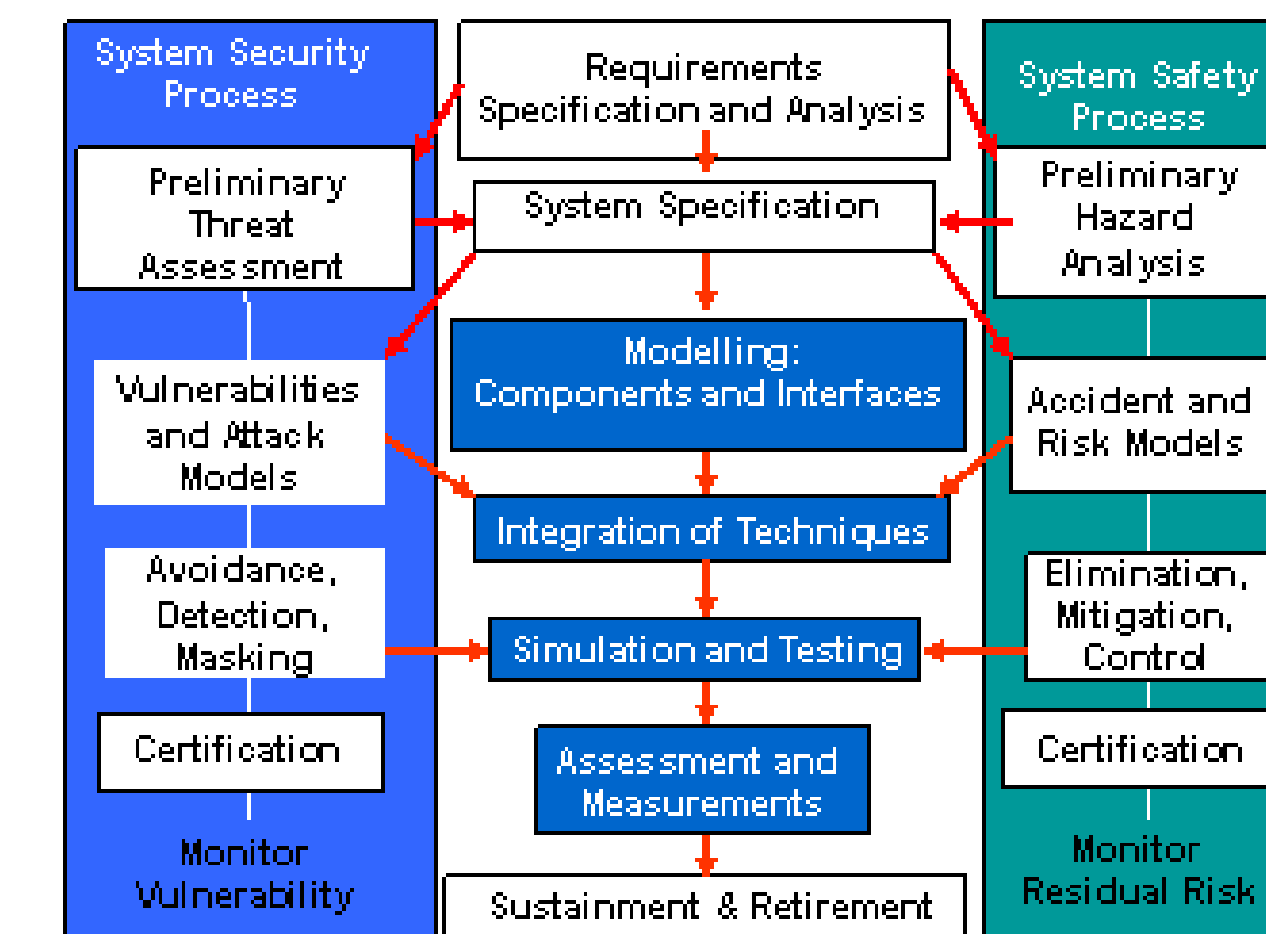 System Security
Process
Preliminary
Threat
Assessment
Vulnerabilities
and Attack
Models
Avoidance,
Detection,
Masking
Certification
Monitor
Vulnerability
Requirements
Specification and Analysis
System Specification
Modelling:
Components and Interfaces
Integration of Techniques
Simulation and Testing
Assessment and
Measurements
Sustainment & Retirement
System Safety
Process
Preliminary
Hazard
Analysis
Accident and
Risk Models
Elimination,
Mitigation,
Control
Certification
Monitor
Residual Risk